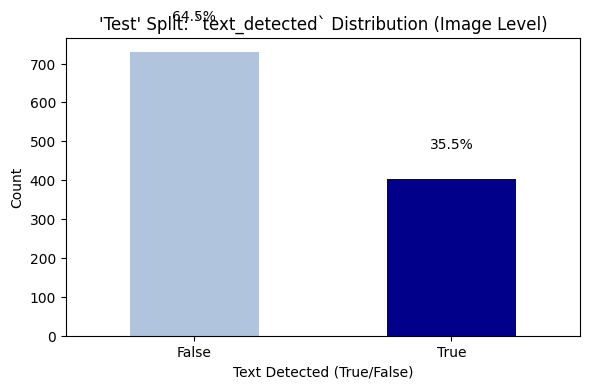 64.5%
'Test' Split: `text_detected` Distribution (Image Level)
700
600
500
400
300
200
100
0
Count
35.5%
False
True
Text Detected (True/False)